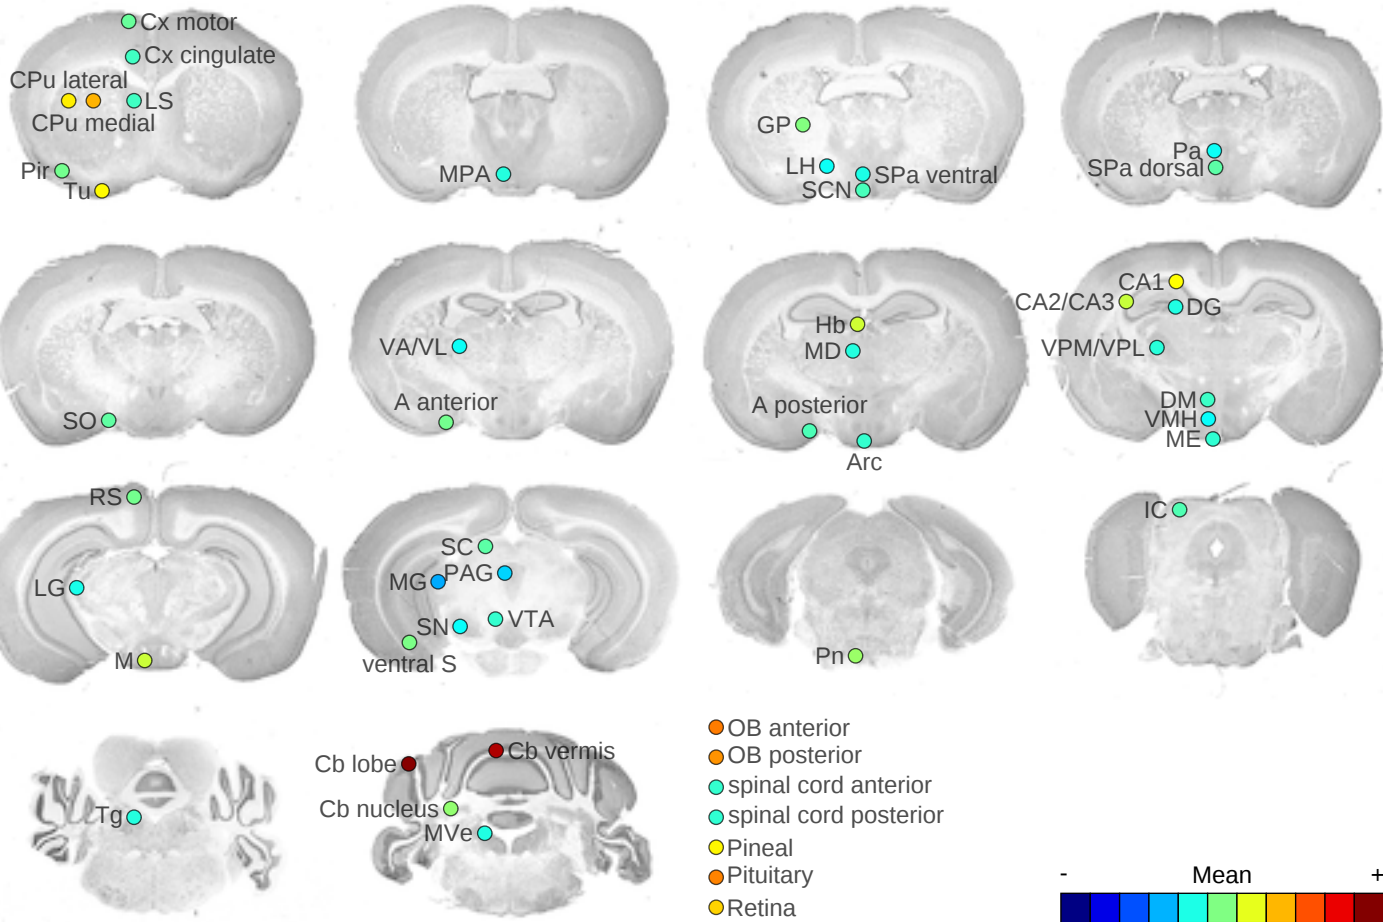 Cx motor
Cx cingulate
CPu lateral
LS
CPu medial
Pir
Tu
MPA
GP
LH
SPa ventral
SCN
Pa
SPa dorsal
SO
VA/VL
A anterior
Hb
MD
A posterior
Arc
CA1
CA2/CA3
DG
VPM/VPL
DM
VMH
ME
RS
LG
M
SC
MG
PAG
SN
VTA
ventral S
Pn
IC
Tg
Cb lobe
Cb vermis
Cb nucleus
MVe
OB anterior
OB posterior
spinal cord anterior
spinal cord posterior
Pineal
Pituitary
Retina
- Mean +